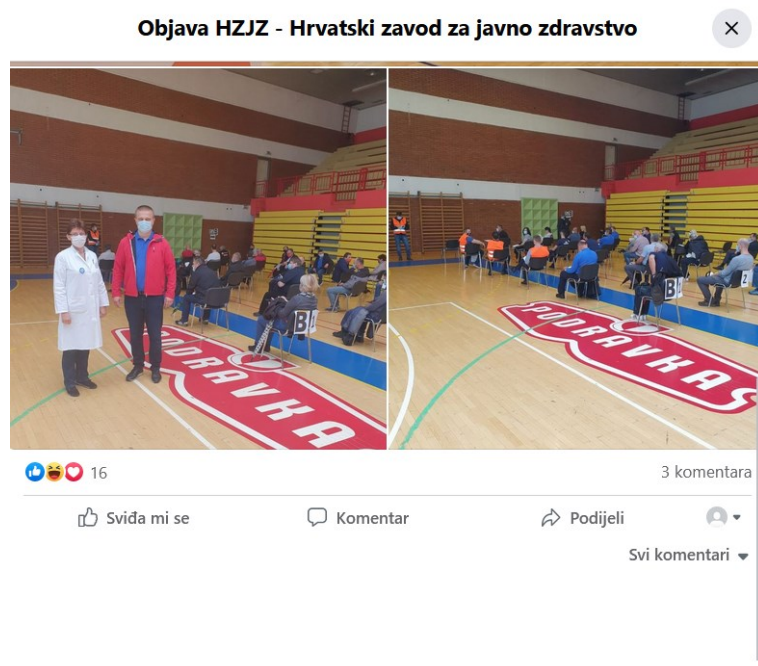 Objava HZJZ - Hrvatski zavod za javno zdravstvo
B
PODRAVKA
B
Z
PODRAVKA
16
3 komentara
Sviđa mi se
Komentar
Podijeli
Svi komentari